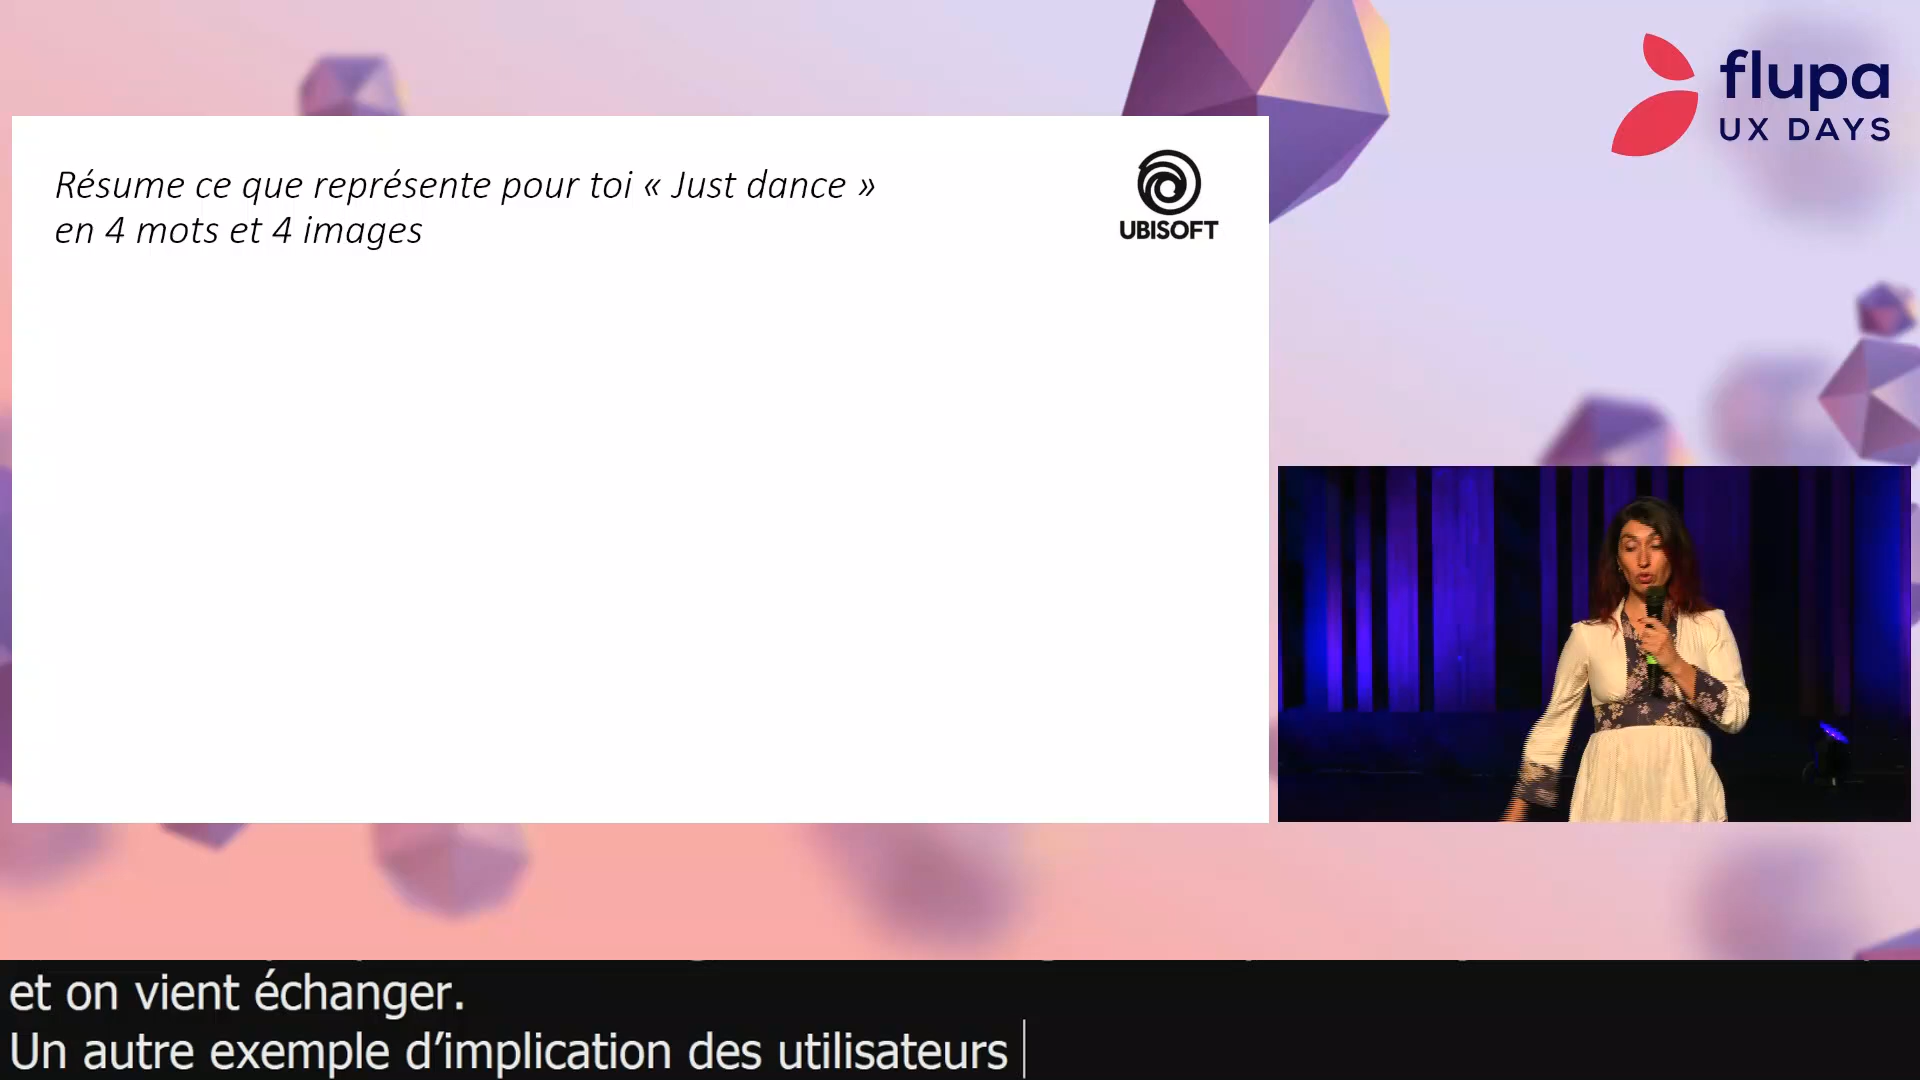 flupa
UX DAYS
Résume ce que représente pour toi « Just dance »
en 4 mots et 4 images
UBISOFT
et on vient échanger.
Un autre exemple d’implication des utilisateurs